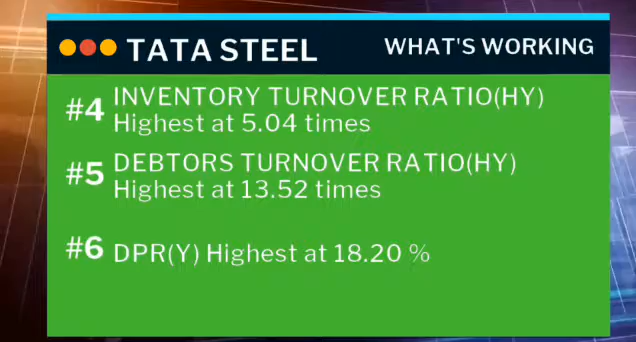 TATA STEEL
WHAT'S WORKING
#4 INVENTORY TURNOVER RATIO(HY)
Highest at 5.04 times
#5 DEBTORS TURNOVER RATIO(HY)
Highest at 13.52 times
#6 DPR(Y) Highest at 18.20 %